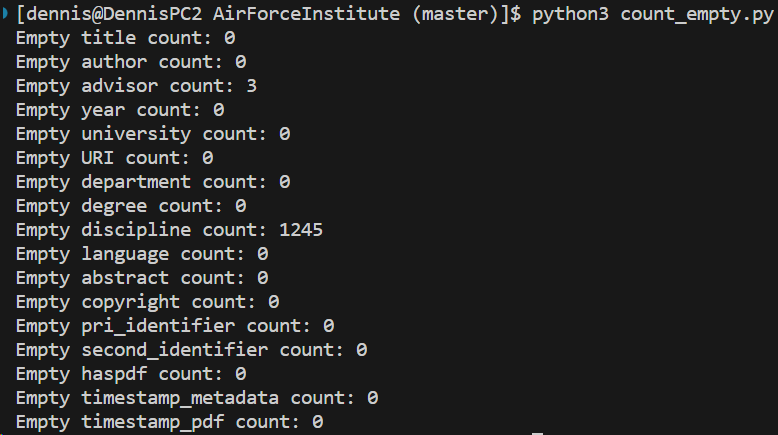 [dennis@DennisPC2 AirForceInstitute (master)]$ python3 count_empty.py
Empty title count: 0
Empty author count: 0
Empty advisor count: 3
Empty year count: 0
Empty university count: 0
Empty URI count: 0
Empty department count: 0
Empty degree count: 0
Empty discipline count: 1245
Empty language count: 0
Empty abstract count: 0
Empty copyright count: 0
Empty pri_identifier count: 0
Empty second_identifier count: 0
Empty haspdf count: 0
Empty timestamp_metadata count: 0
Empty timestamp_pdf count: 0